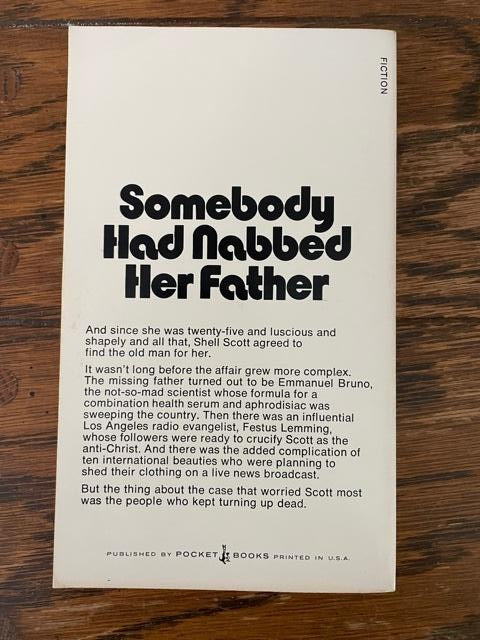 FICTION
Somebody
Had Nabbed
Her Father
And since she was twenty-five and luscious and
shapely and all that, Shell Scott agreed to
find the old man for her.
It wasn't long before the affair grew more complex.
The missing father turned out to be Emmanuel Bruno,
the not-so-mad scientist whose formula for a
combination health serum and aphrodisiac was
sweeping the country. Then there was an influential
Los Angeles radio evangelist, Festus Lemming,
whose followers were ready to crucify Scott as the
anti-Christ. And there was the added complication of
ten international beauties who were planning to
shed their clothing on a live news broadcast.
But the thing about the case that worried Scott most
was the people who kept turning up dead.
PUBLISHED BY POCKET BOOKS PRINTED IN U.S.A.